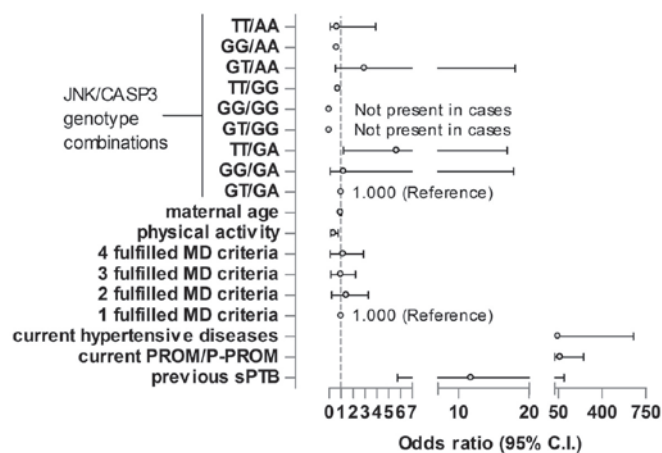 TT/AA
GG/AA
GT/AA
TT/GG
JNK/CASP3
genotype
combinations
GG/GG Not present in cases
GT/GG Not present in cases
TT/GA
GG/GA
GT/GA 1.000 (Reference)
maternal age
physical activity
4 fulfilled MD criteria
3 fulfilled MD criteria
2 fulfilled MD criteria
1 fulfilled MD criteria 1.000 (Reference)
current hypertensive diseases
current PROM/P-PROM
previous sPTB
0 1 2 3 4 5 6 7 10 20 50 400 750
Odds ratio (95% C.I.)